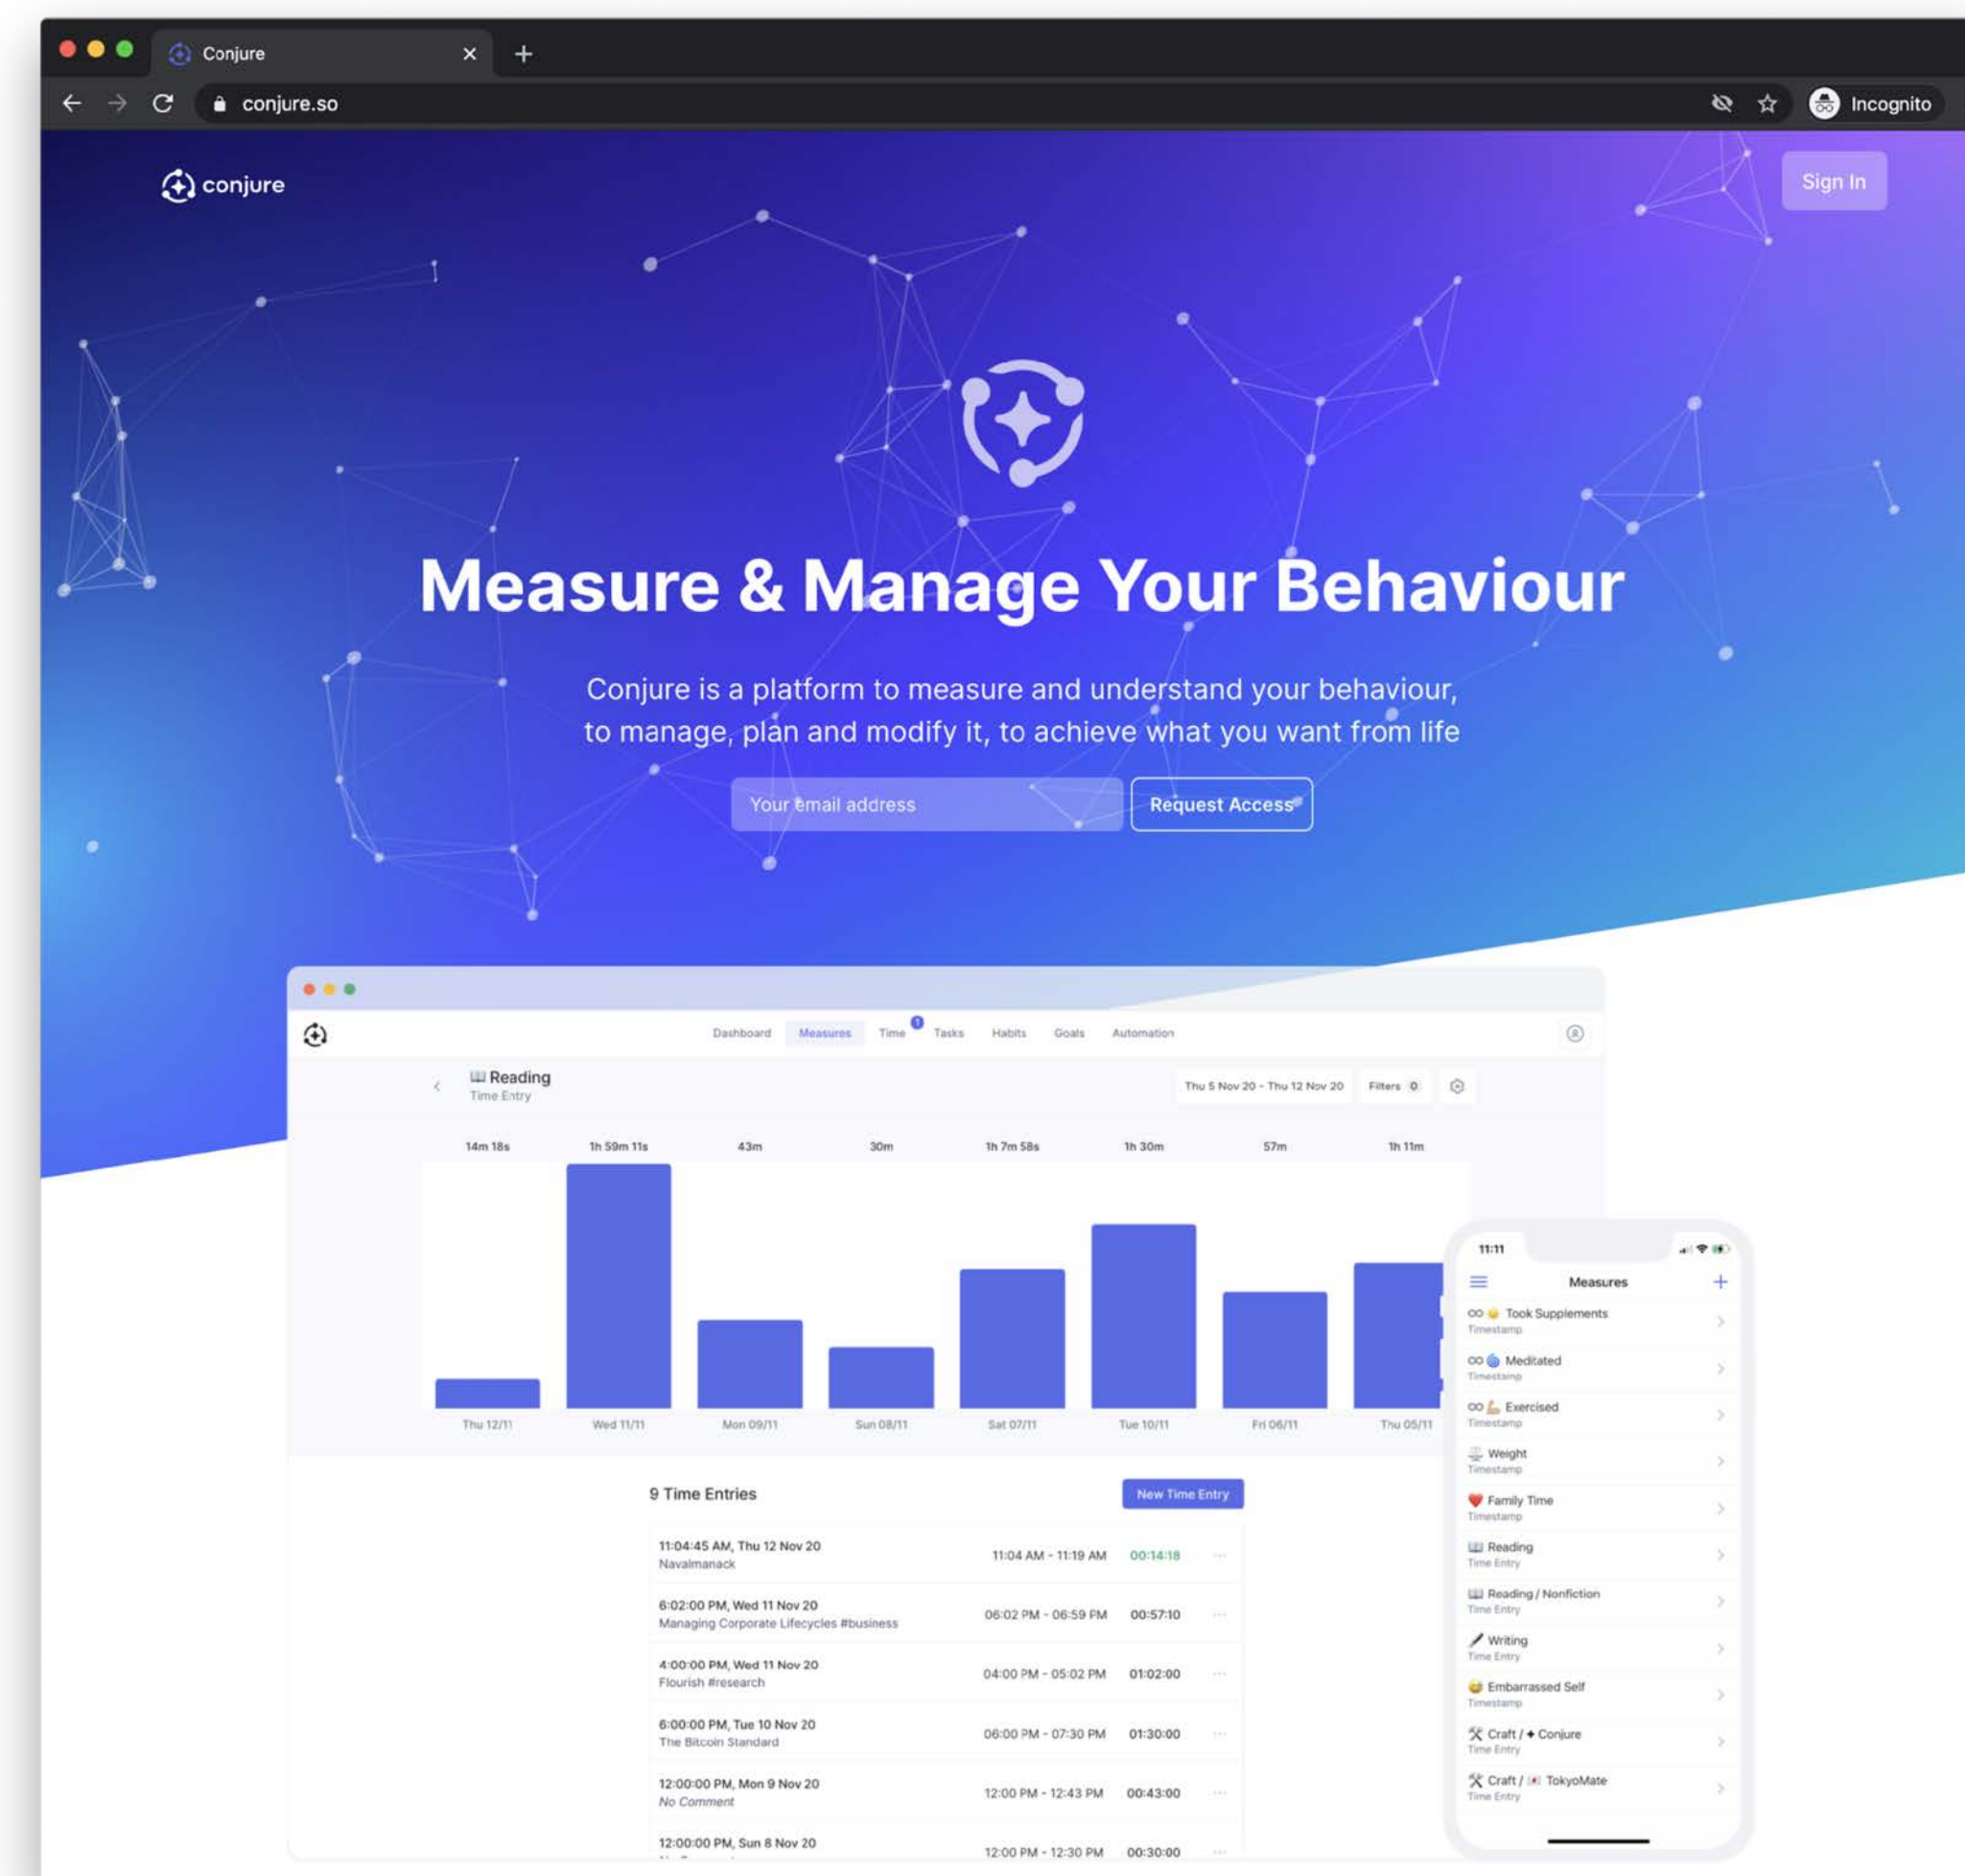 Conjure
conjure.so
Incognito
conjure
Sign In
Measure & Manage Your Behaviour
Conjure is a platform to measure and understand your behaviour,
to manage, plan and modify it, to achieve what you want from life
Your email address
Request Access
Dashboard Measures Time 1 Tasks Habits Goals Automation
Reading
Time Entry
Thu 5 Nov 20 - Thu 12 Nov 20 Filters 0
14m 18s 1h 59m 11s 43m 30m 1h 7m 58s 1h 30m 57m 1h 11m
Thu 12/11 Wed 11/11 Mon 09/11 Sun 08/11 Sat 07/11 Tue 10/11 Fri 06/11 Thu 05/11
9 Time Entries
New Time Entry
11:04:45 AM, Thu 12 Nov 20
Navalmanack
11:04 AM - 11:19 AM 00:14:18
6:02:00 PM, Wed 11 Nov 20
Managing Corporate Lifecycles #business
06:02 PM - 06:59 PM 00:57:10
4:00:00 PM, Wed 11 Nov 20
Flourish #research
04:00 PM - 05:02 PM 01:02:00
6:00:00 PM, Tue 10 Nov 20
The Bitcoin Standard
06:00 PM - 07:30 PM 01:30:00
12:00:00 PM, Mon 9 Nov 20
No Comment
12:00 PM - 12:43 PM 00:43:00
12:00:00 PM, Sun 8 Nov 20
12:00 PM - 12:30 PM 00:30:00
11:11
Measures
Took Supplements
Timestamp
Meditated
Timestamp
Exercised
Timestamp
Weight
Timestamp
Family Time
Timestamp
Reading
Time Entry
Reading / Nonfiction
Time Entry
Writing
Time Entry
Embarrassed Self
Timestamp
Craft / ✦ Conjure
Time Entry
Craft / TokyoMate
Time Entry